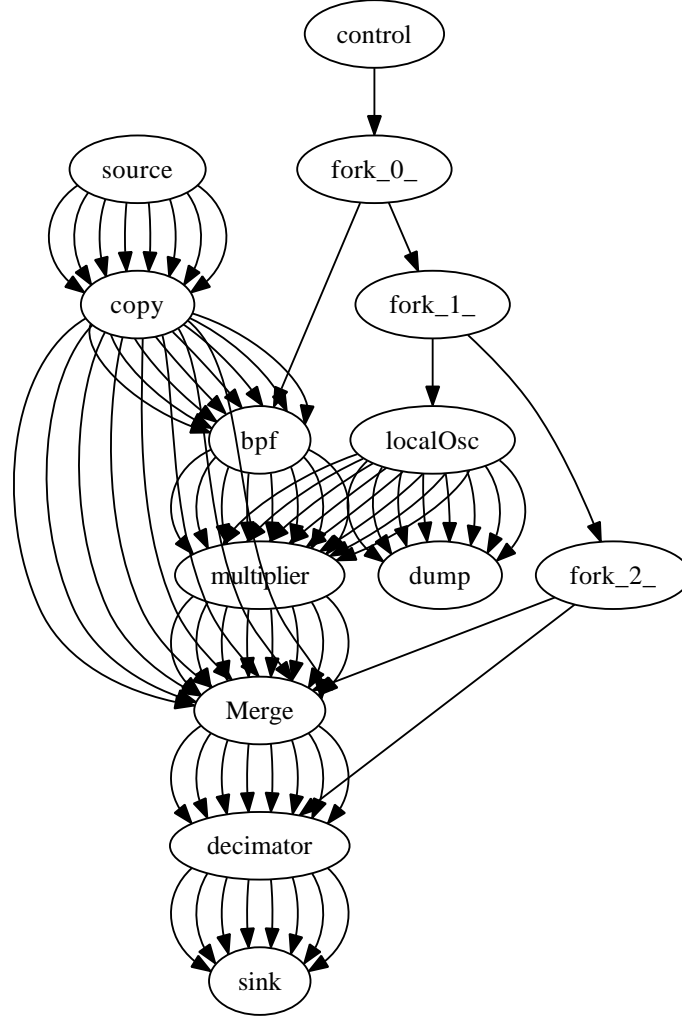 control
source
fork_0_
copy
fork_1_
bpf
localOsc
multiplier
dump
fork_2_
Merge
decimator
sink